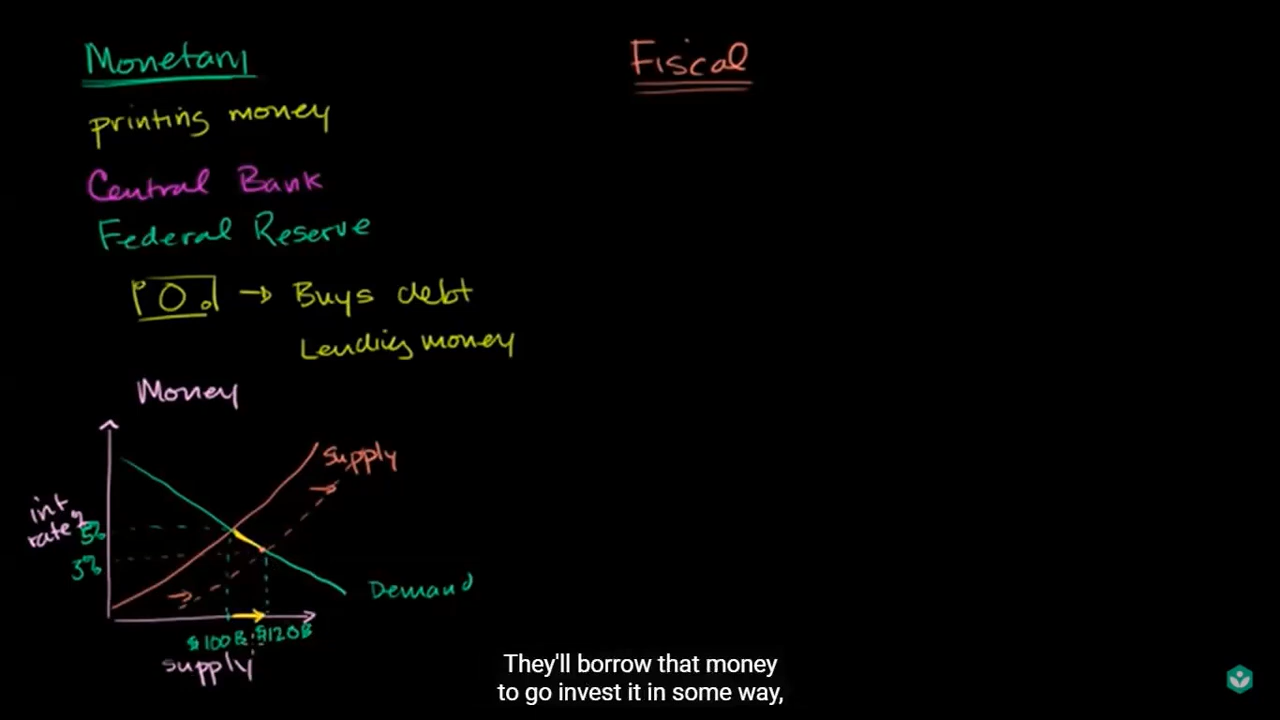 Monetary
Fiscal
printing money
Central Bank
Federal Reserve
→ Buys debt
Lending money
Money
supply
int rate %
5%
3%
Demand
$100B $120B
supply
They'll borrow that money
to go invest it in some way,